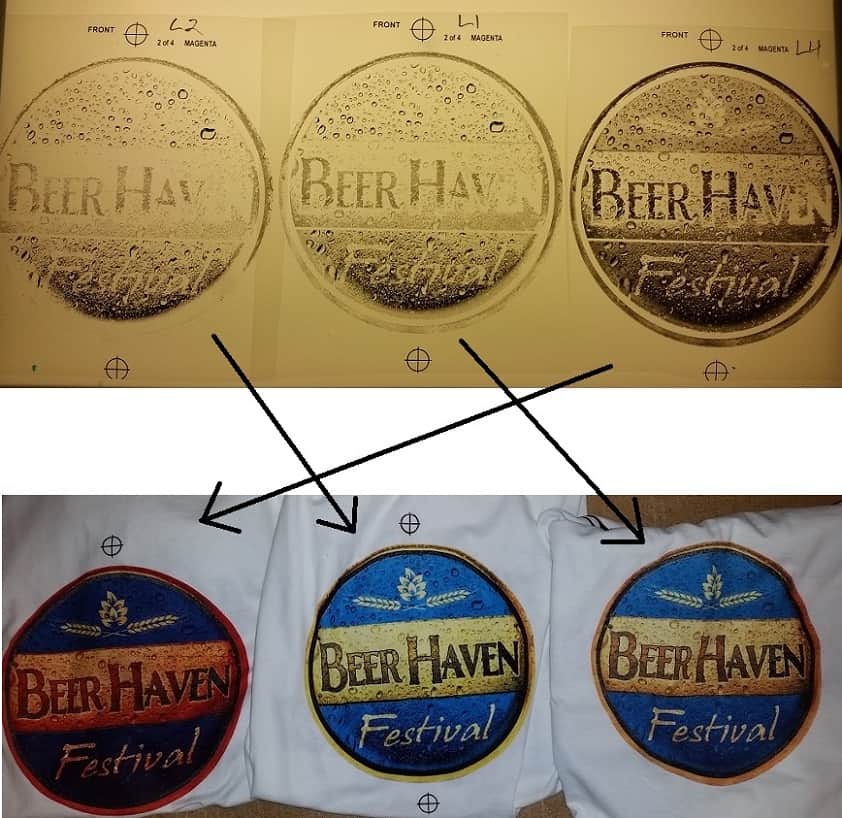 FRONT L2
2 of 4 MAGENTA
BEER HAV
Festival
FRONT L1
2 of 4 MAGENTA
BEER HAVEN
Festival
FRONT
2 of 4 MAGENTA L4
BEER HAVEN
Festival
BEER HAVEN
Festival
BEER HAVEN
Festival
BEER HAVEN
Festival